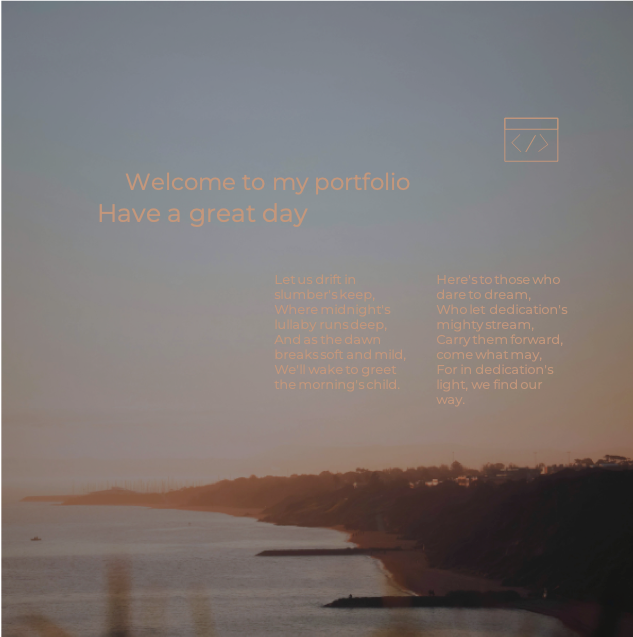 Welcome to my portfolio
Have a great day
</>
Let us drift in
slumber's keep,
Where midnight's
lullaby runs deep,
And as the dawn
breaks soft and mild,
We'll wake to greet
the morning's child.
Here's to those who
dare to dream,
Who let dedication's
mighty stream,
Carry them forward,
come what may,
For in dedication's
light, we find our
way.